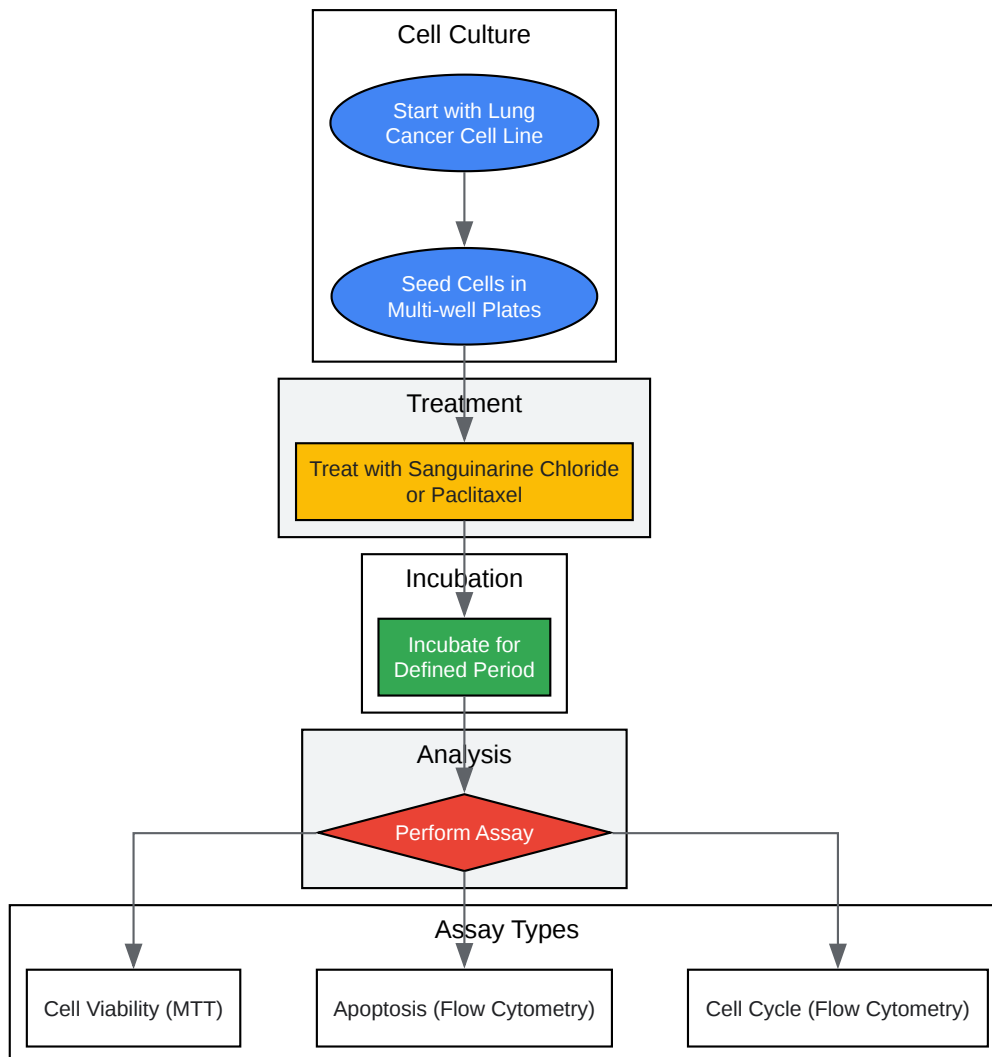 Cell Culture
Start with Lung
Cancer Cell Line
Seed Cells in
Multi-well Plates
Treatment
Treat with Sanguinarine Chloride
or Paclitaxel
Incubation
Incubate for
Defined Period
Analysis
Perform Assay
Assay Types
Cell Viability (MTT)
Apoptosis (Flow Cytometry)
Cell Cycle (Flow Cytometry)